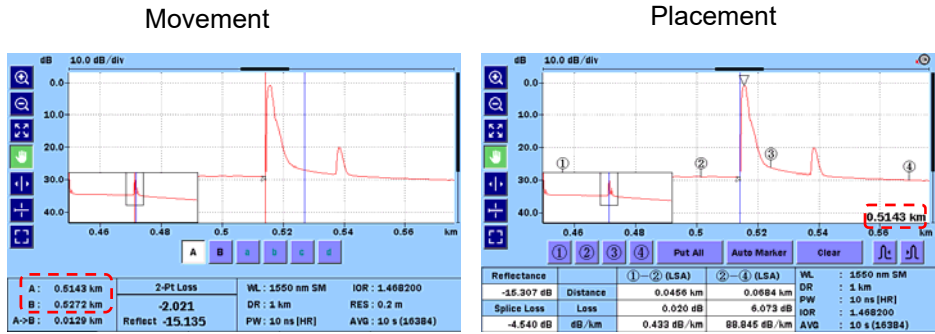 Movement
Placement
dB 10.0 dB/div
0.0
10.0
20.0
30.0
40.0
0.46 0.48 0.50 0.52 0.54 0.56 km
A B a b c d
A: 0.5143 km
B: 0.5272 km
A->B: 0.0129 km
2-Pt Loss
-2.021
Reflect -15.135
WL: 1550 nm SM
DR: 1 km
PW: 10 ns [HR]
IOR: 1.468200
RES: 0.2 m
AVG: 10 s (16384)
dB 10.0 dB/div
0.0
10.0
20.0
30.0
40.0
① ② ③ ④
0.5143 km
0.46 0.48 0.50 0.52 0.54 0.56 km
① ② ③ ④ Put All Auto Marker Clear
Reflectance ①-② (LSA) ②-④ (LSA)
-15.307 dB Distance 0.0456 km 0.0684 km
Splice Loss Loss 0.020 dB 6.073 dB
-4.540 dB dB/km 0.433 dB/km 88.845 dB/km
WL : 1550 nm SM
DR : 1 km
PW : 10 ns [HR]
IOR : 1.468200
AVG : 10 s (16384)